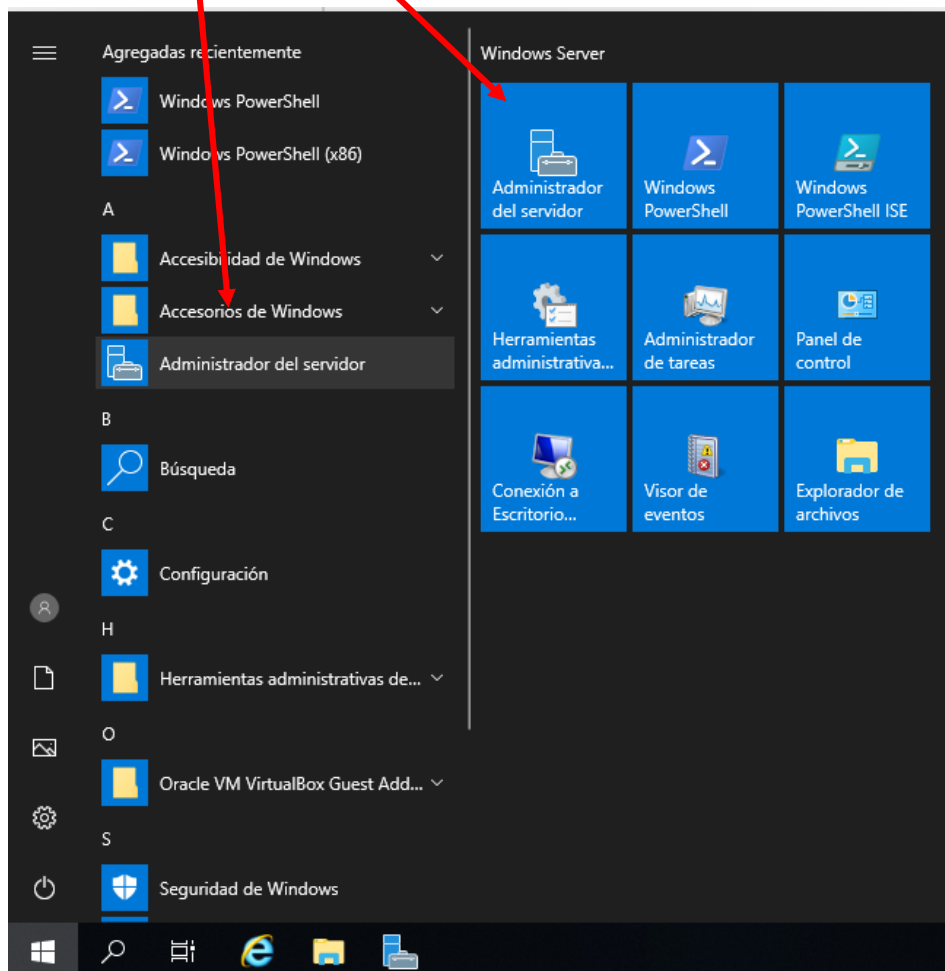 Agregadas recientemente
Windows PowerShell
Windows PowerShell (x86)
A
Accesibilidad de Windows
Accesorios de Windows
Administrador del servidor
B
Búsqueda
C
Configuración
H
Herramientas administrativas de...
O
Oracle VM VirtualBox Guest Add...
S
Seguridad de Windows
Windows Server
Administrador
del servidor
Windows
PowerShell
Windows
PowerShell ISE
Herramientas
administrativa...
Administrador
de tareas
Panel de
control
Conexión a
Escritorio...
Visor de
eventos
Explorador de
archivos